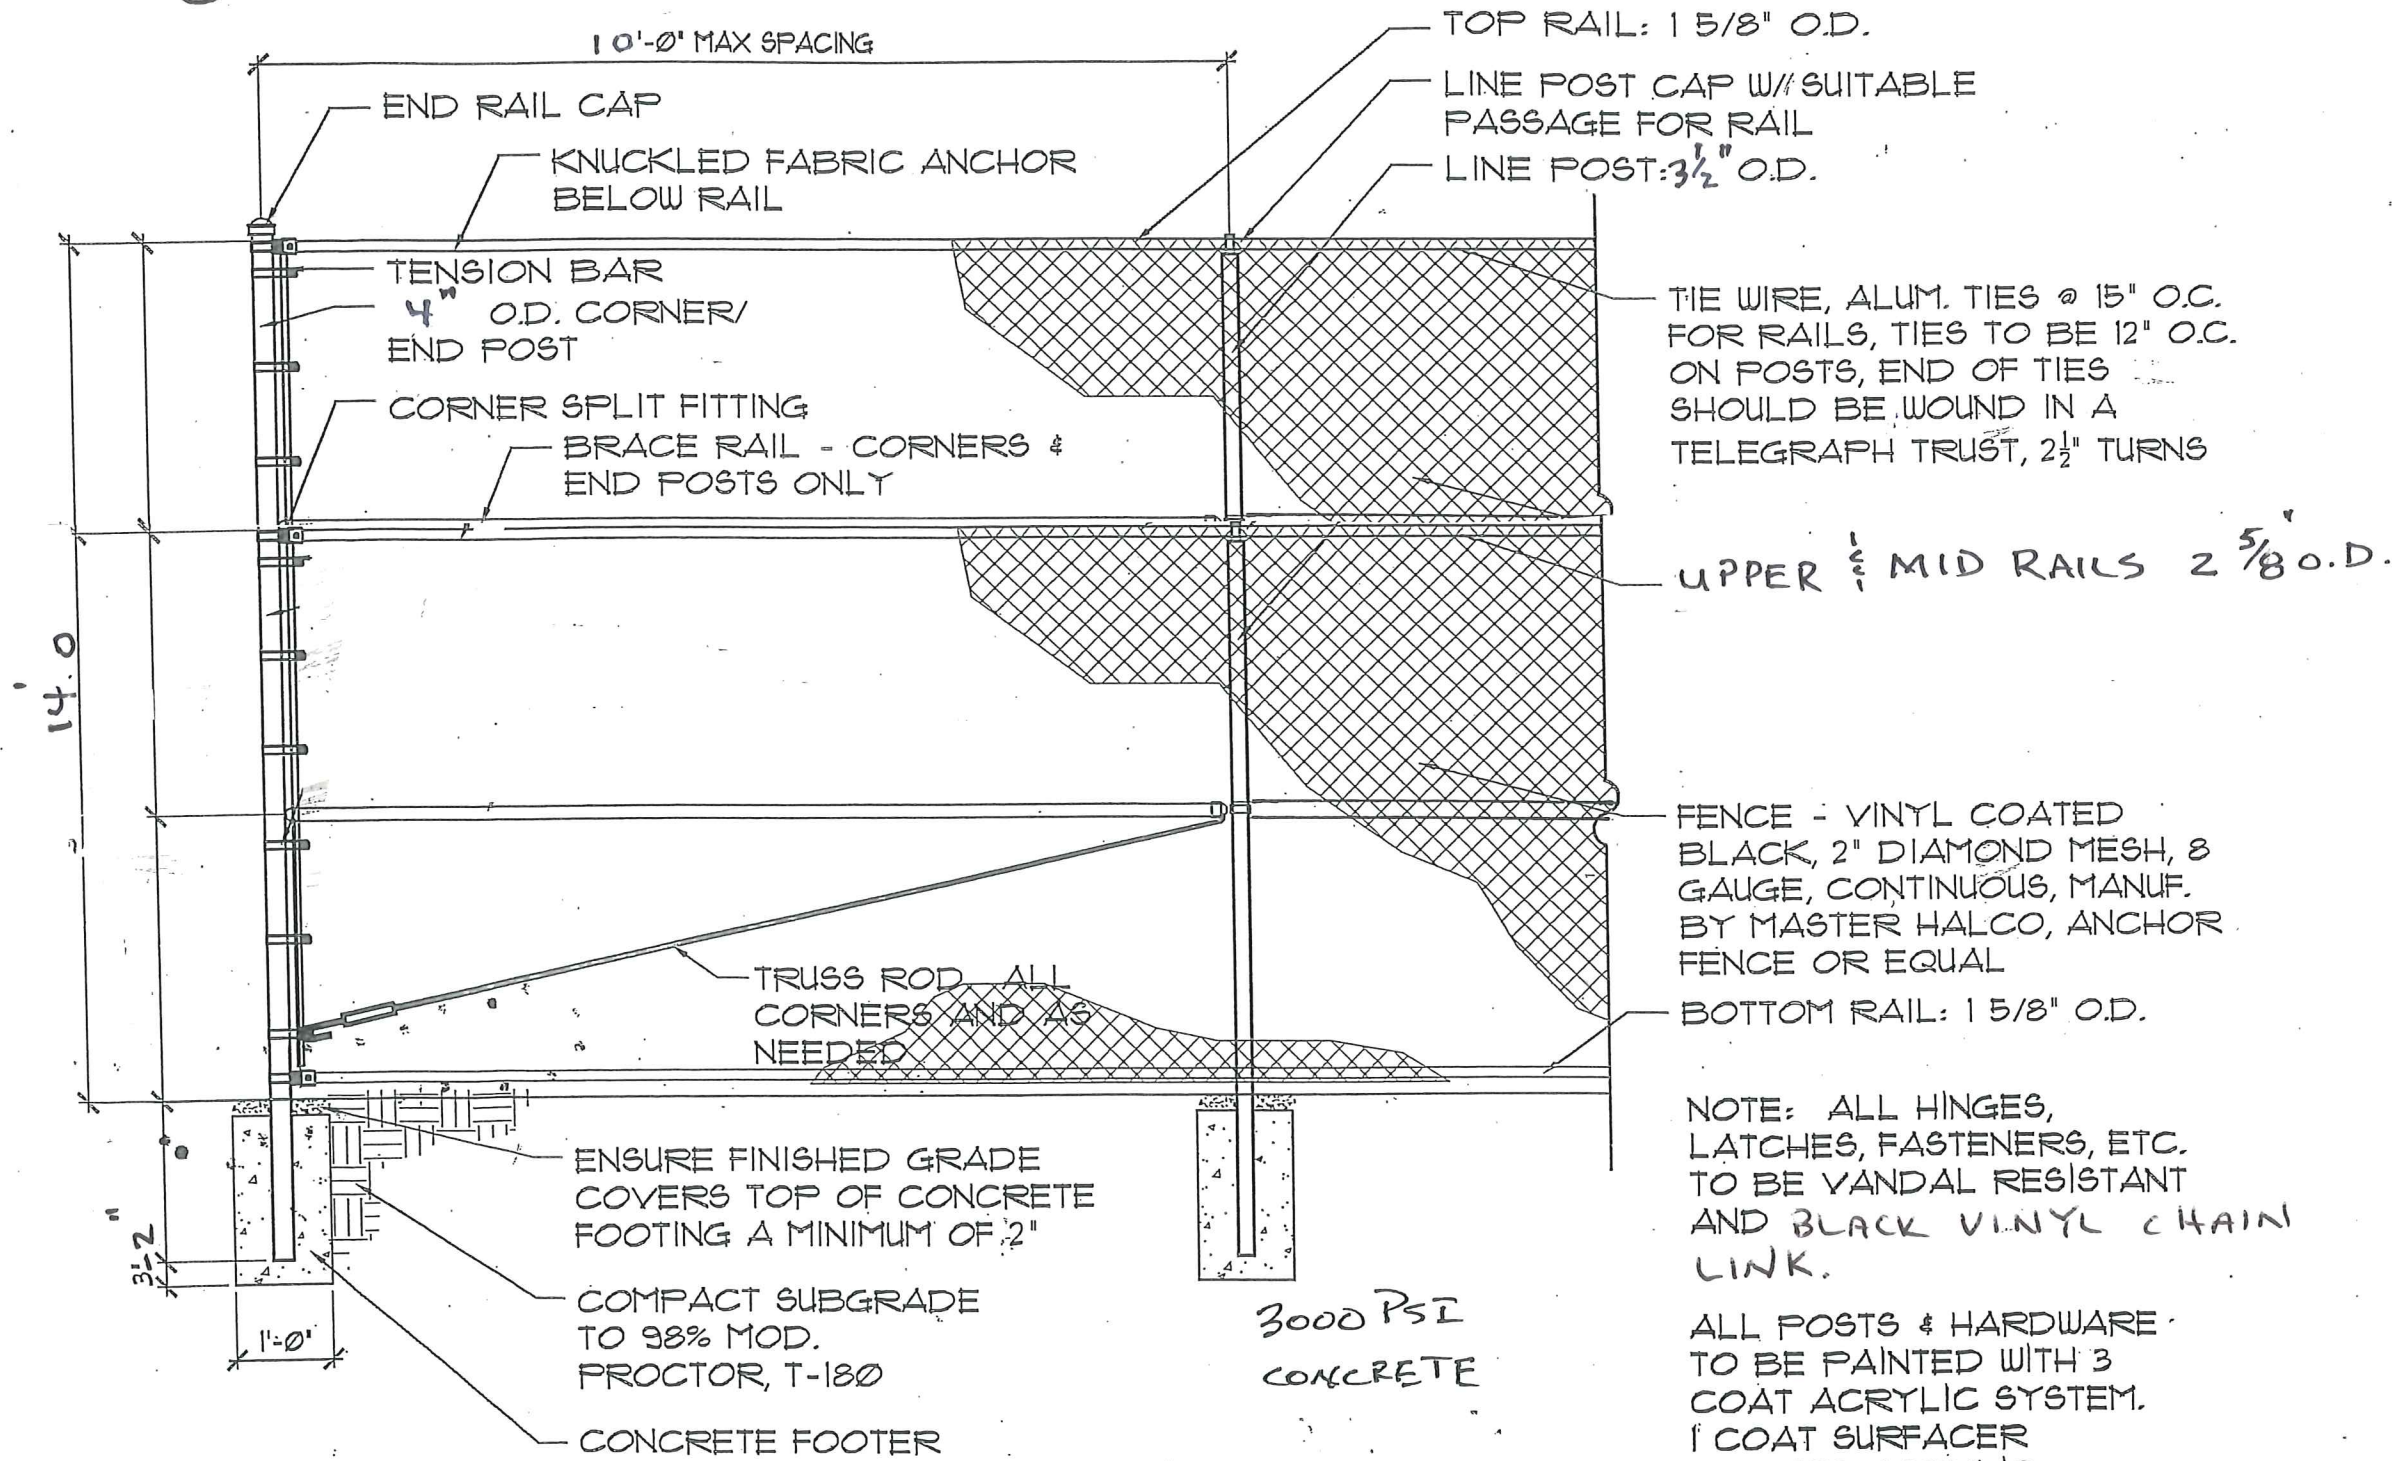 10'-0" MAX SPACING
END RAIL CAP
KNUCKLED FABRIC ANCHOR
BELOW RAIL
TENSION BAR
4" O.D. CORNER/
END POST
CORNER SPLIT FITTING
BRACE RAIL - CORNERS &
END POSTS ONLY
TOP RAIL: 1 5/8" O.D.
LINE POST CAP W/ SUITABLE
PASSAGE FOR RAIL
LINE POST: 3 1/2" O.D.
TIE WIRE, ALUM. TIES @ 15" O.C.
FOR RAILS, TIES TO BE 12" O.C.
ON POSTS, END OF TIES
SHOULD BE WOUND IN A
TELEGRAPH TRUST, 2 1/2" TURNS
UPPER & MID RAILS 2 5/8" O.D.
14'.0
FENCE - VINYL COATED
BLACK, 2" DIAMOND MESH, 8
GAUGE, CONTINUOUS, MANUF.
BY MASTER HALCO, ANCHOR
FENCE OR EQUAL
TRUSS ROD ALL
CORNERS AND AS
NEEDED
BOTTOM RAIL: 1 5/8" O.D.
NOTE: ALL HINGES,
LATCHES, FASTENERS, ETC.
TO BE VANDAL RESISTANT
AND BLACK VINYL CHAIN
LINK.
ENSURE FINISHED GRADE
COVERS TOP OF CONCRETE
FOOTING A MINIMUM OF 2"
3'-2"
1'-0"
COMPACT SUBGRADE
TO 98% MOD.
PROCTOR, T-180
CONCRETE FOOTER
3000 PSI
CONCRETE
ALL POSTS & HARDWARE
TO BE PAINTED WITH 3
COAT ACRYLIC SYSTEM.
1 COAT SURFACER